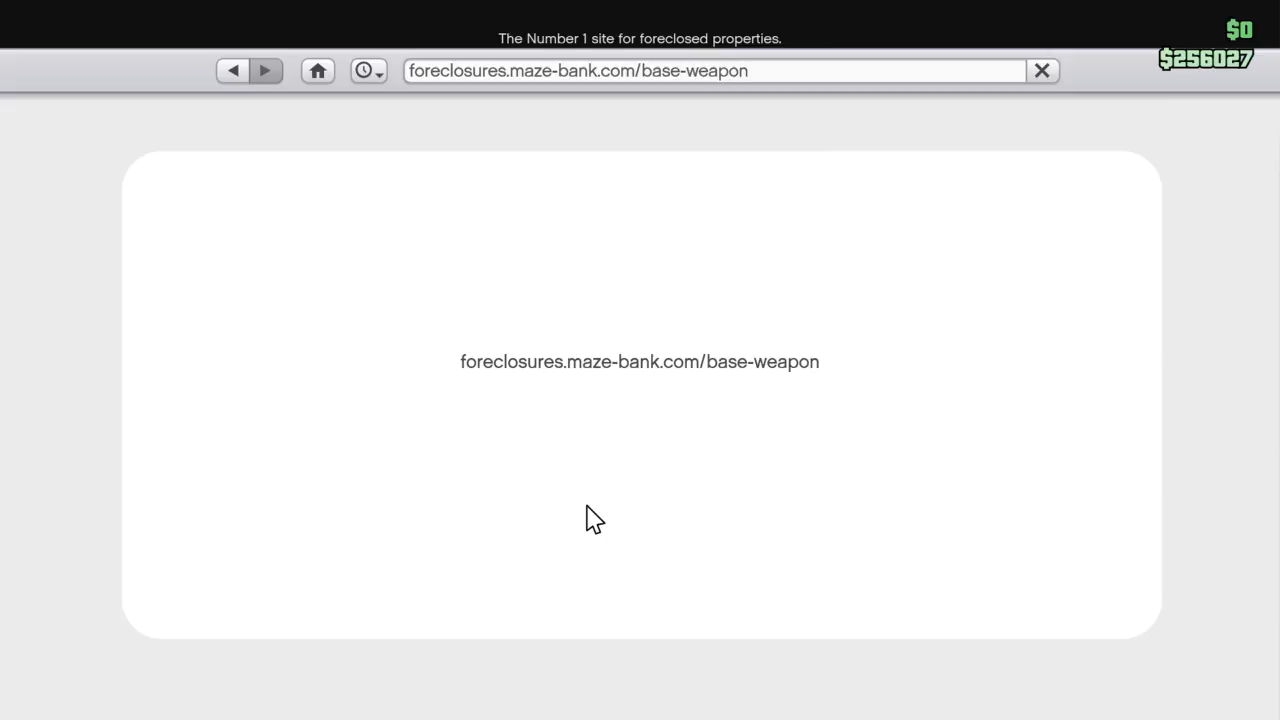 The Number 1 site for foreclosed properties.
$0
foreclosures.maze-bank.com/base-weapon
$256027
foreclosures.maze-bank.com/base-weapon